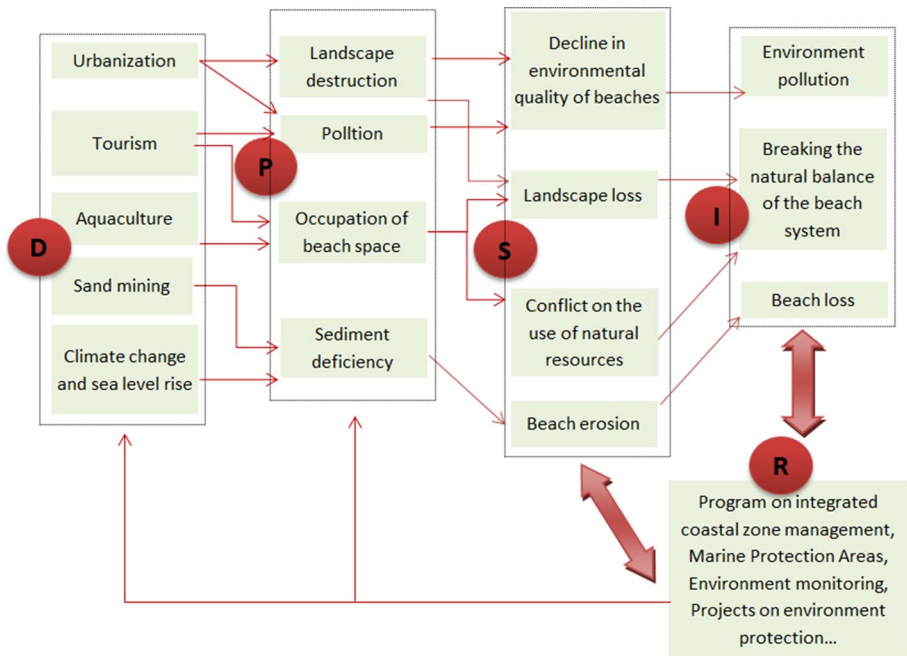 Urbanization
Tourism
Aquaculture
D
Sand mining
Climate change
and sea level rise
Landscape
destruction
Polltion
P
Occupation of
beach space
Sediment
deficiency
Decline in
environmental
quality of beaches
Landscape loss
S
Conflict on the
use of natural
resources
Beach erosion
Environment
pollution
Breaking the
natural balance
of the beach
system
I
Beach loss
R
Program on integrated
coastal zone management,
Marine Protection Areas,
Environment monitoring,
Projects on environment
protection...